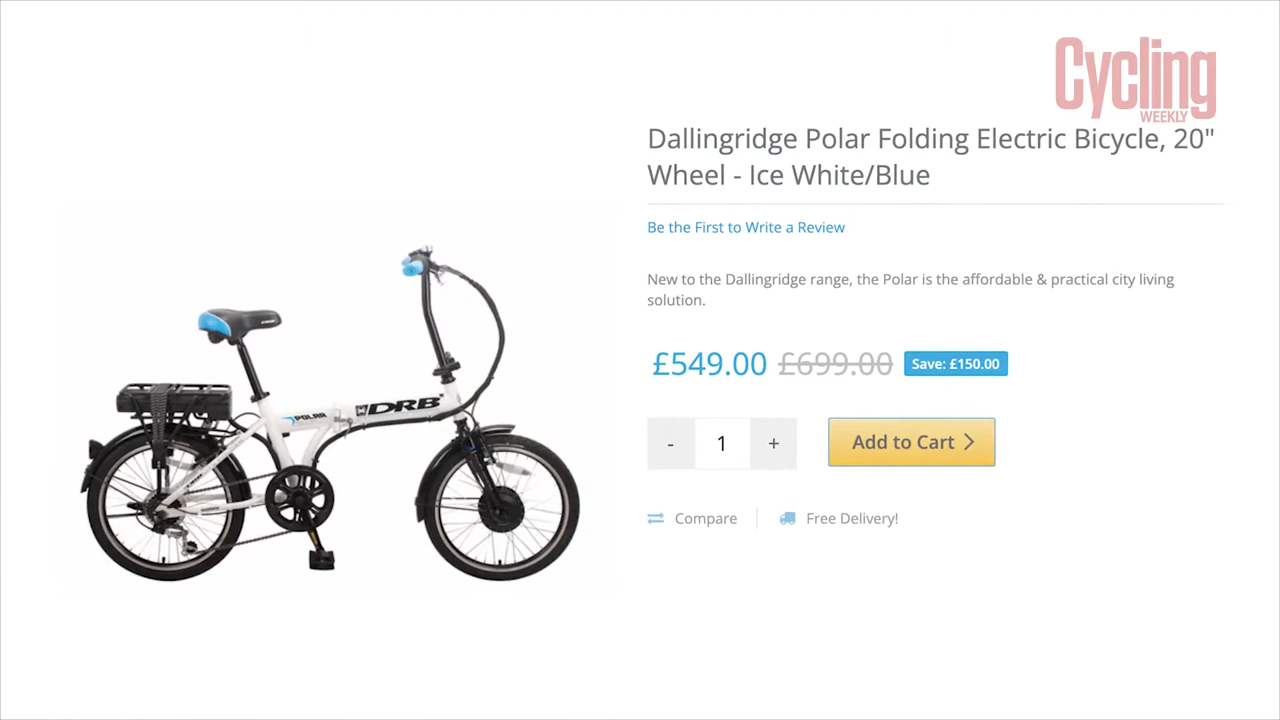 Cycling
WEEKLY
Dallingridge Polar Folding Electric Bicycle, 20"
Wheel - Ice White/Blue
Be the First to Write a Review
New to the Dallingridge range, the Polar is the affordable & practical city living
solution.
£549.00 £699.00 Save: £150.00
- 1 + Add to Cart
Compare Free Delivery!
POLAR DRB